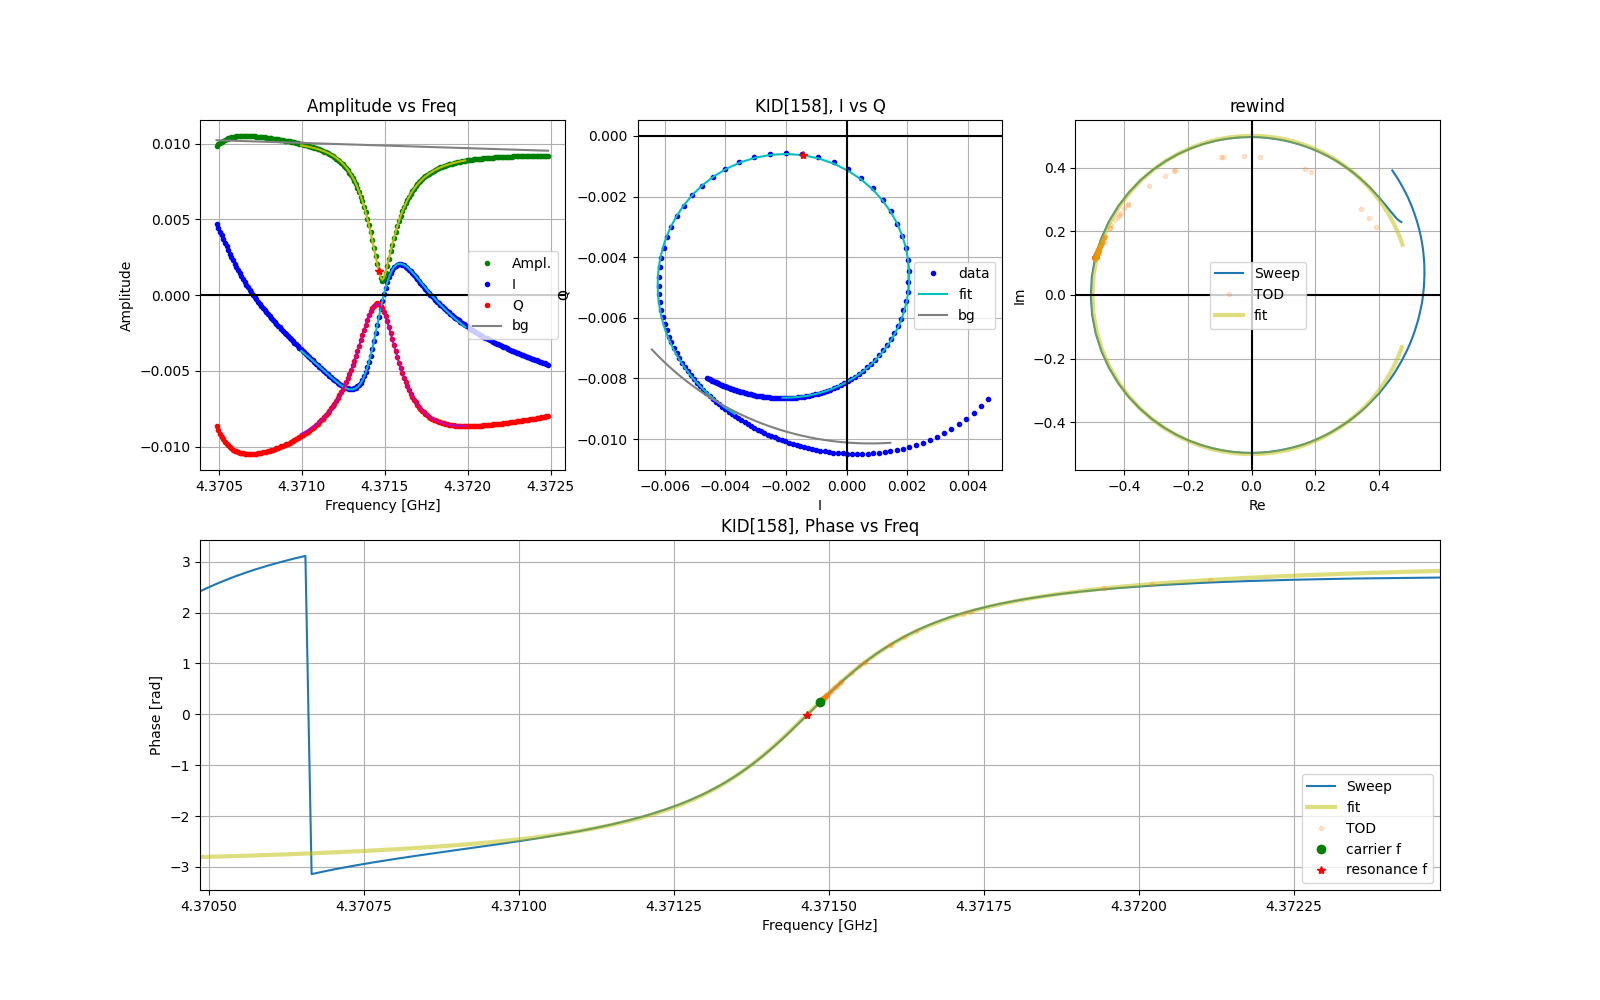 Amplitude vs Freq
0.010
0.005
0.000
−0.005
−0.010
Amplitude
4.3705 4.3710 4.3715 4.3720 4.3725
Frequency [GHz]
Ampl.
I
Q
bg
KID[158], I vs Q
0.000
−0.002
−0.004
−0.006
−0.008
−0.010
Q
−0.006 −0.004 −0.002 0.000 0.002 0.004
I
data
fit
bg
rewind
0.4
0.2
0.0
−0.2
−0.4
Im
−0.4 −0.2 0.0 0.2 0.4
Re
Sweep
TOD
fit
KID[158], Phase vs Freq
3
2
1
0
−1
−2
−3
Phase [rad]
4.37050 4.37075 4.37100 4.37125 4.37150 4.37175 4.37200 4.37225
Frequency [GHz]
Sweep
fit
TOD
carrier f
resonance f